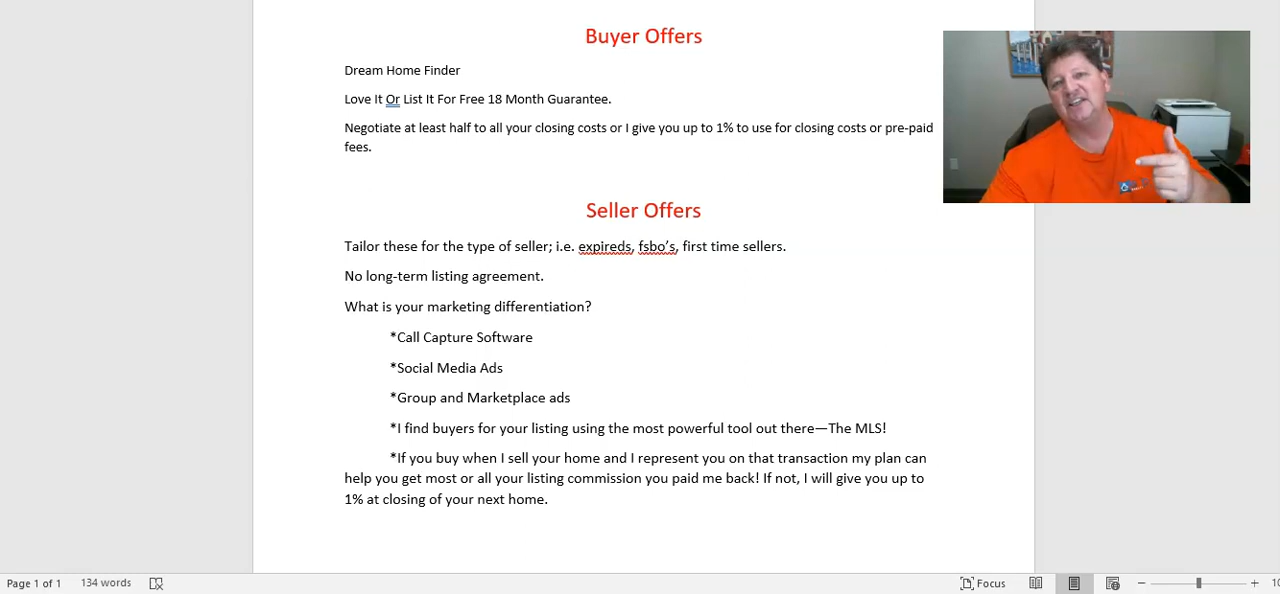 Buyer Offers
Dream Home Finder
Love It Or List It For Free 18 Month Guarantee.
Negotiate at least half to all your closing costs or I give you up to 1% to use for closing costs or pre-paid
fees.
Seller Offers
Tailor these for the type of seller; i.e. expireds, fsbo's, first time sellers.
No long-term listing agreement.
What is your marketing differentiation?
*Call Capture Software
*Social Media Ads
*Group and Marketplace ads
*I find buyers for your listing using the most powerful tool out there—The MLS!
*If you buy when I sell your home and I represent you on that transaction my plan can
help you get most or all your listing commission you paid me back! If not, I will give you up to
1% at closing of your next home.
Page 1 of 1 134 words Focus − + 10